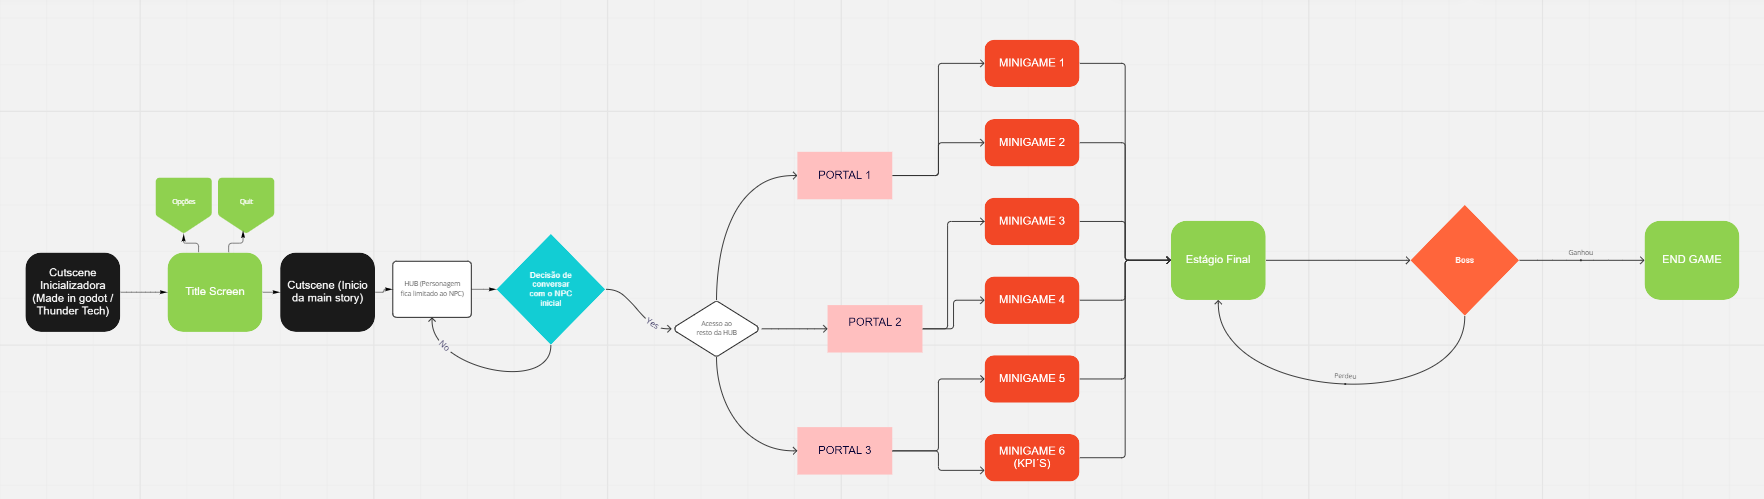 Cutscene
Inicializadora
(Made in godot /
Thunder Tech)
Opções
Quit
Title Screen
Cutscene (Inicio
da main story)
HUB (Personagem
fica limitado ao NPC)
No
Decisão de
conversar
com o NPC
inicial
Yes
Acesso ao
resto da HUB
PORTAL 1
PORTAL 2
PORTAL 3
MINIGAME 1
MINIGAME 2
MINIGAME 3
MINIGAME 4
MINIGAME 5
MINIGAME 6
(KPI´S)
Estágio Final
Boss
Ganhou
Perdeu
END GAME